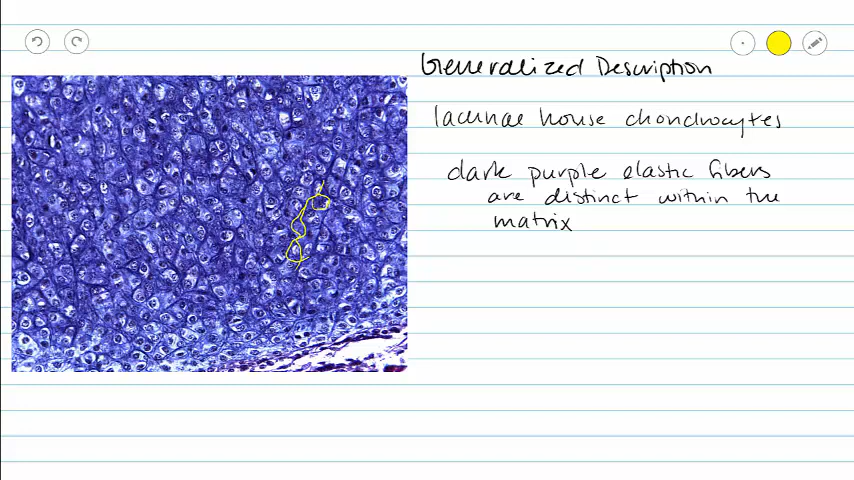 Generalized Description
lacunae house chondrocytes
dark purple elastic fibers
are distinct within the
matrix